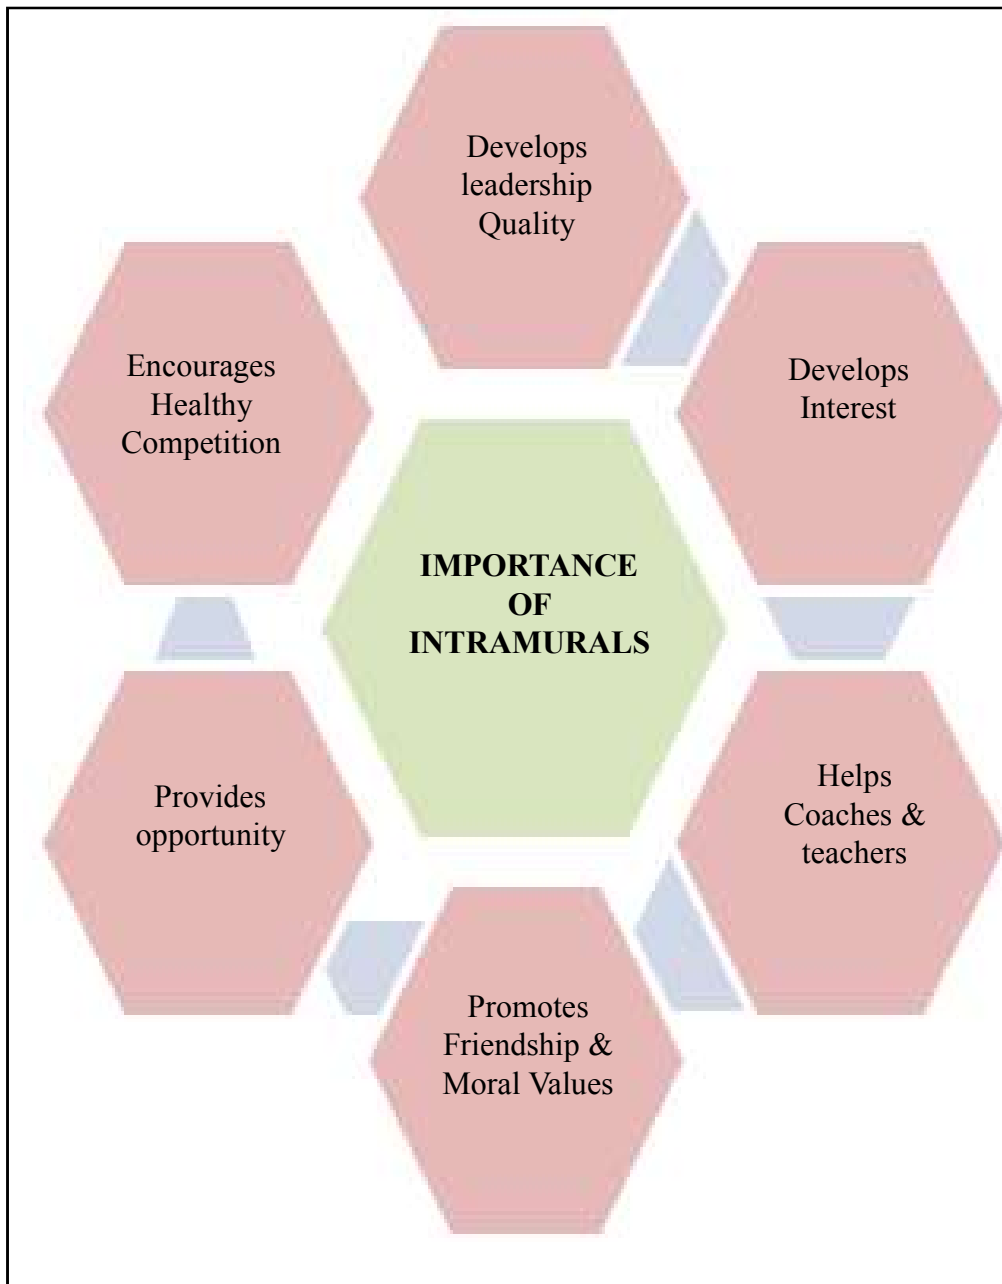 Develops
leadership
Quality
Encourages
Healthy
Competition
Develops
Interest
IMPORTANCE
OF
INTRAMURALS
Provides
opportunity
Helps
Coaches &
teachers
Promotes
Friendship &
Moral Values